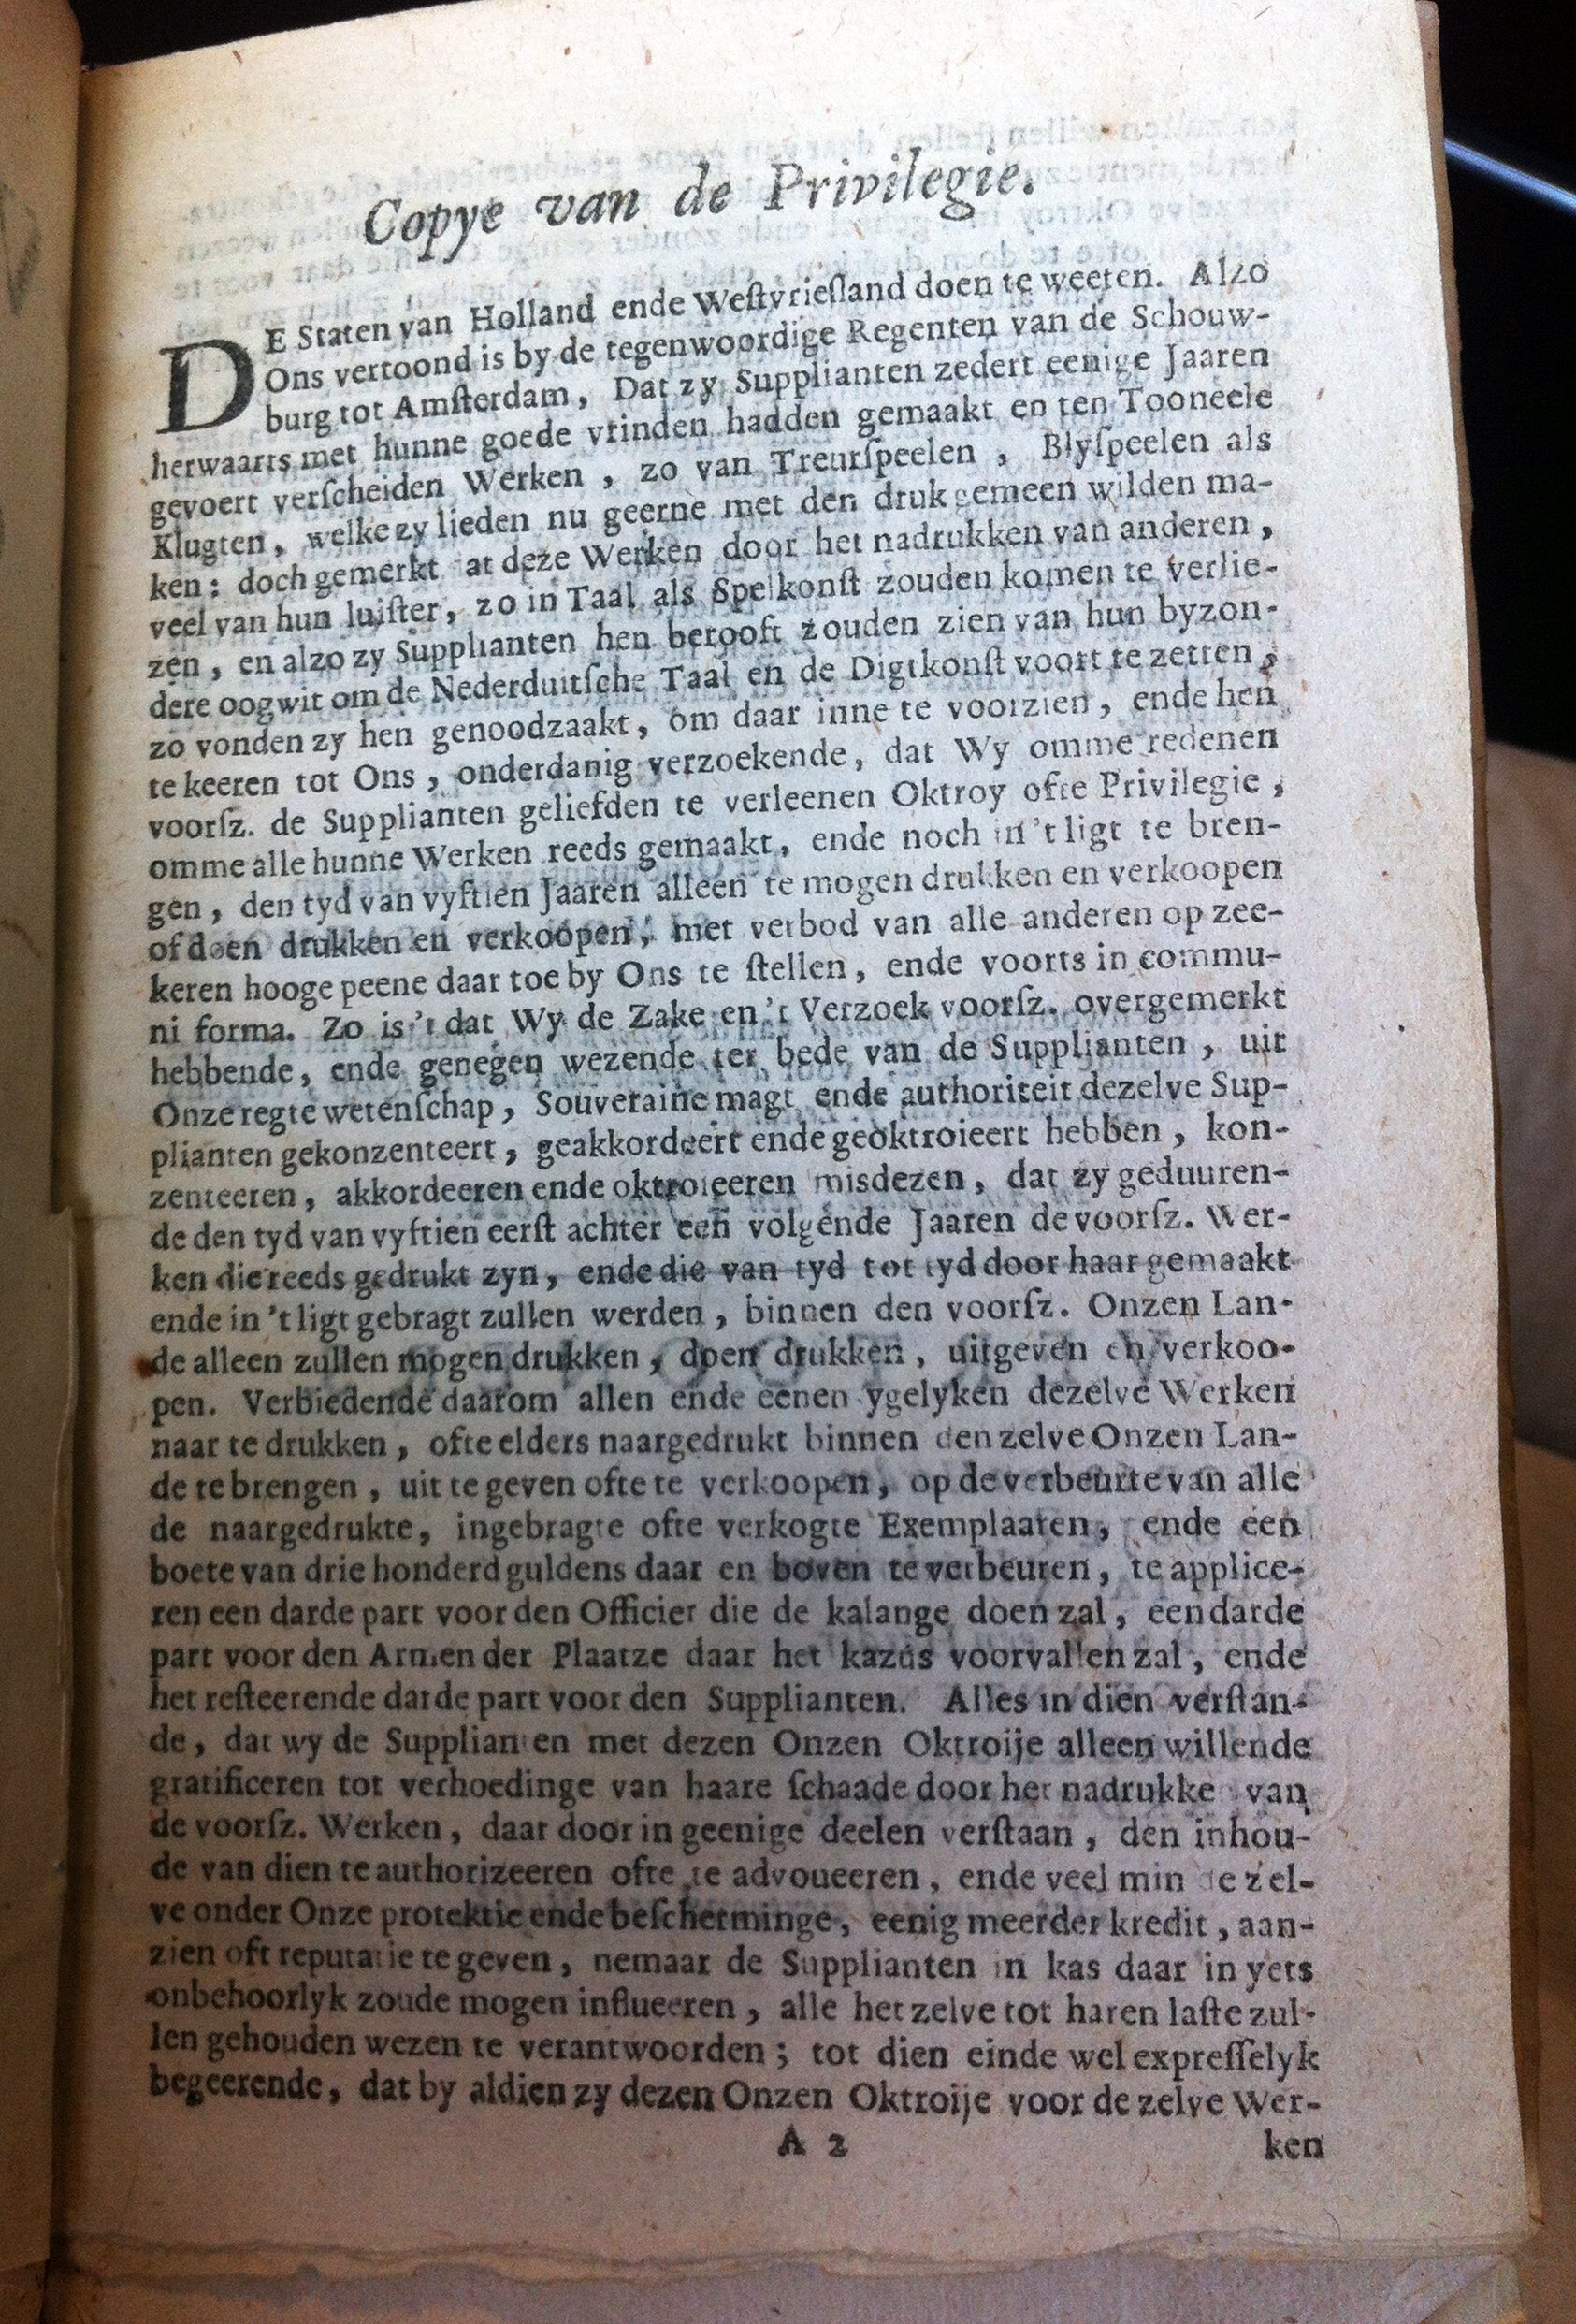 Copye van de Privilegie.
DE Staten van Holland ende Weſtvrieſland doen te weeten. Alzo
Ons vertoond is by de tegenwoordige Regenten van de Schouw-
burg tot Amſterdam, Dat zy Supplianten zedert eenige Jaaren
herwaarts met hunne goede vrinden hadden gemaakt en ten Tooneele
gevoert verſcheiden Werken, zo van Treurſpeelen, Blyſpeelen als
Klugten, welke zy lieden nu geerne met den druk gemeen wilden ma-
ken: doch gemerkt at deze Werken door het nadrukken van anderen,
veel van hun luiſter, zo in Taal als Spelkonſt zouden komen te verlie-
zen, en alzo zy Supplianten hen berooft zouden zien van hun byzon-
dere oogwit om de Nederduitſche Taal en de Digtkonſt voort te zetten,
zo vonden zy hen genoodzaakt, om daar inne te voorzien, ende hen
te keeren tot Ons, onderdanig verzoekende, dat Wy omme redenen
voorſz. de Supplianten geliefden te verleenen Oktroy ofte Privilegie,
omme alle hunne Werken reeds gemaakt, ende noch in 't ligt te bren-
gen, den tyd van vyftien Jaaren alleen te mogen drukken en verkoopen
of doen drukken en verkoopen, met verbod van alle anderen op zee-
keren hooge peene daar toe by Ons te ſtellen, ende voorts in commu-
ni forma. Zo is 't dat Wy de Zake en 't Verzoek voorſz. overgemerkt
hebbende, ende genegen wezende ter bede van de Supplianten, uit
Onze regte wetenſchap, Souveraine magt ende authoriteit dezelve Sup-
plianten gekonzenteert, geakkordeert ende geoktroieert hebben, kon-
zenteeren, akkordeeren ende oktroieeren misdezen, dat zy geduuren-
de den tyd van vyftien eerſt achter een volgende Jaaren de voorſz. Wer-
ken die reeds gedrukt zyn, ende die van tyd tot tyd door haar gemaakt
ende in 't ligt gebragt zullen werden, binnen den voorſz. Onzen Lan-
de alleen zullen mogen drukken, doen drukken, uitgeven en verkoo-
pen. Verbiedende daarom allen ende eenen ygelyken dezelve Werken
naar te drukken, ofte elders naargedrukt binnen den zelve Onzen Lan-
de te brengen, uit te geven ofte te verkoopen, op de verbeurte van alle
de naargedrukte, ingebragte ofte verkogte Exemplaaren, ende een
boete van drie honderd guldens daar en boven te verbeuren, te applice-
ren een darde part voor den Officier die de kalange doen zal, een darde
part voor den Armen der Plaatze daar het kazus voorvallen zal, ende
het reſteerende darde part voor den Supplianten. Alles in dien verſtan-
de, dat wy de Supplianten met dezen Onzen Oktroije alleen willende
gratificeren tot verhoedinge van haare ſchaade door het nadrukke van
de voorſz. Werken, daar door in geenige deelen verſtaan, den inhou-
de van dien te authorizeeren ofte te advoueeren, ende veel min de zel-
ve onder Onze protektie ende beſcherminge, eenig meerder kredit, aan-
zien oft reputatie te geven, nemaar de Supplianten in kas daar in yets
onbehoorlyk zoude mogen influeeren, alle het zelve tot haren laſte zul-
len gehouden wezen te verantwoorden; tot dien einde wel expreſſelyk
begeerende, dat by aldien zy dezen Onzen Oktroije voor de zelve Wer-
A 2
ken